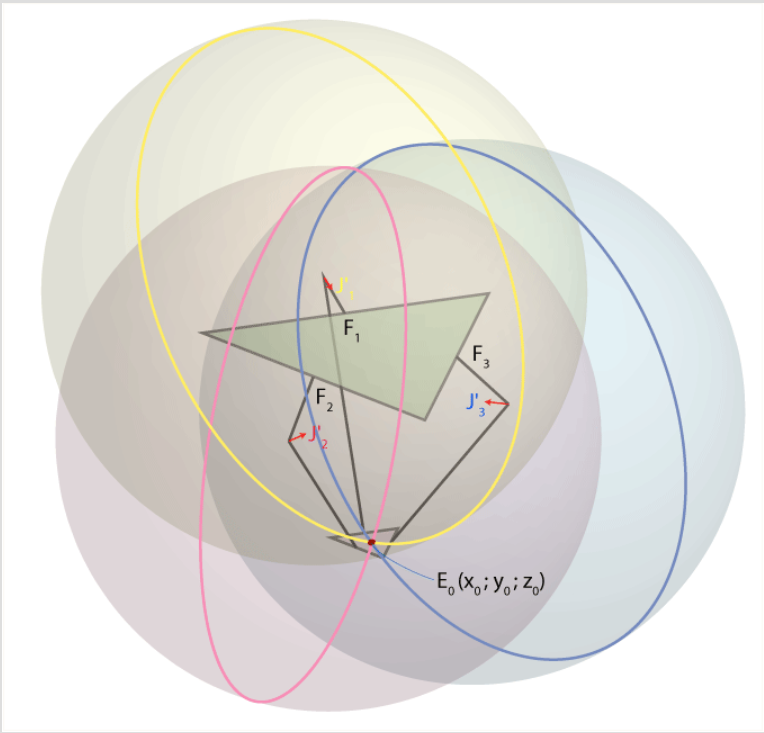 J'₁
F₁
F₃
F₂
J'₃
J'₂
E₀(x₀; y₀; z₀)